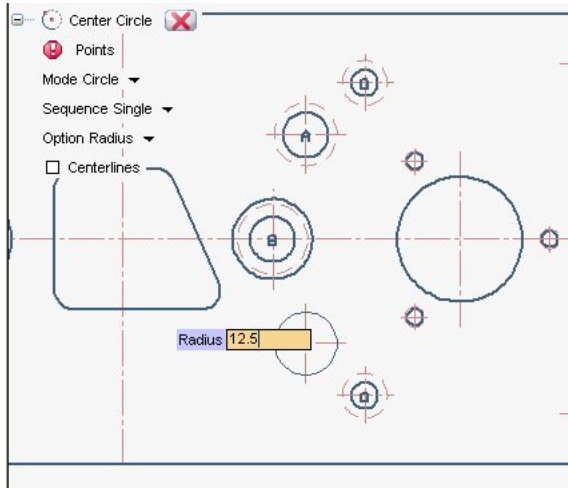 Center Circle
Points
Mode Circle
Sequence Single
Option Radius
Centerlines
A
B
Radius 12.5